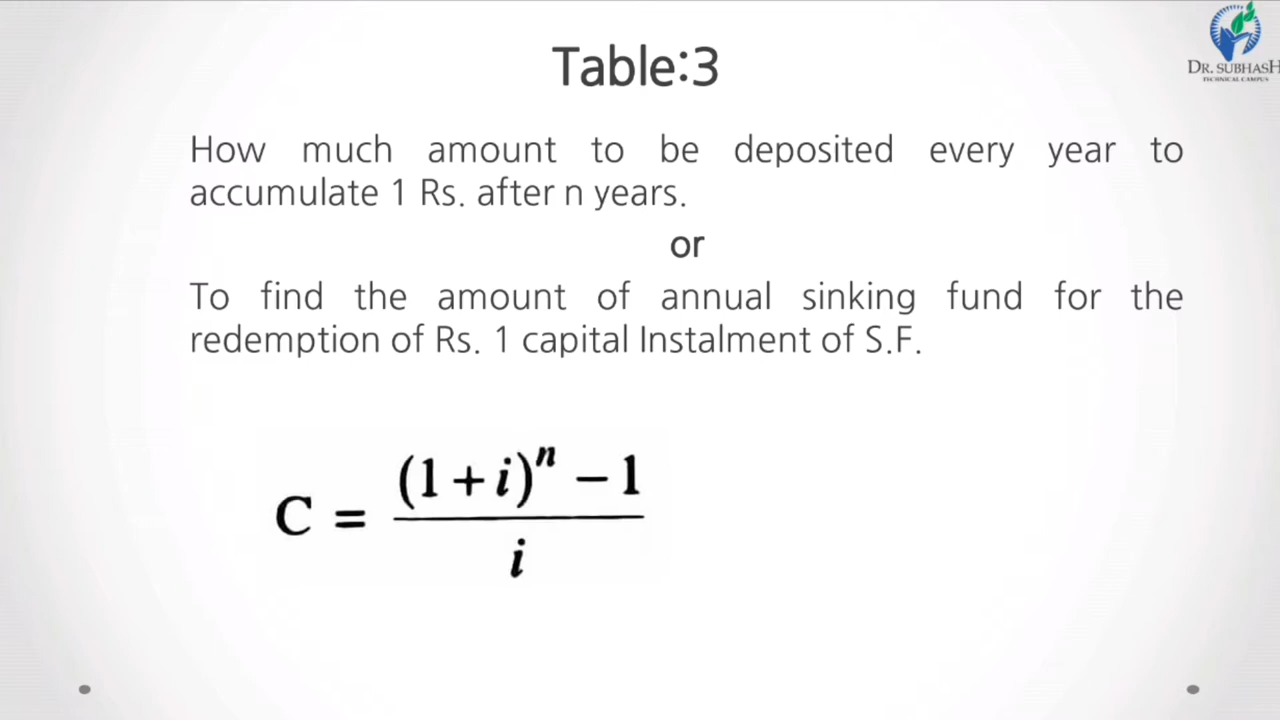 DR. SUBHASH
TECHNICAL CAMPUS
Table:3
How much amount to be deposited every year to
accumulate 1 Rs. after n years.
or
To find the amount of annual sinking fund for the
redemption of Rs. 1 capital Instalment of S.F.
C = ((1 + i)^n − 1) / i